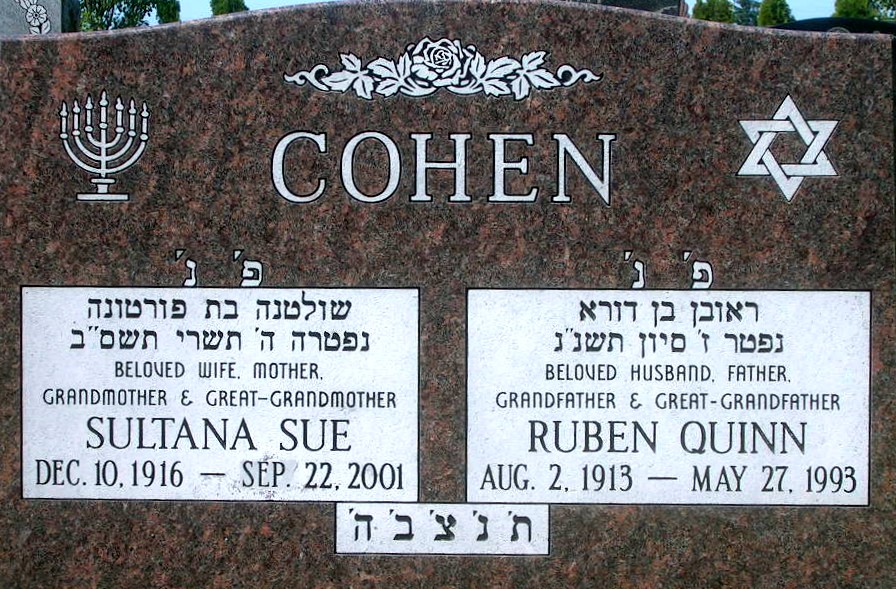 COHEN
פ' נ'
שולטנה בת פורטונה
נפטרה ה' תשרי תשס"ב
BELOVED WIFE, MOTHER,
GRANDMOTHER & GREAT-GRANDMOTHER
SULTANA SUE
DEC. 10, 1916 — SEP. 22, 2001
פ' נ'
ראובן בן דורא
נפטר ז' סיון תשנ"ג
BELOVED HUSBAND, FATHER,
GRANDFATHER & GREAT-GRANDFATHER
RUBEN QUINN
AUG. 2, 1913 — MAY 27, 1993
ת' נ' צ' ב' ה'